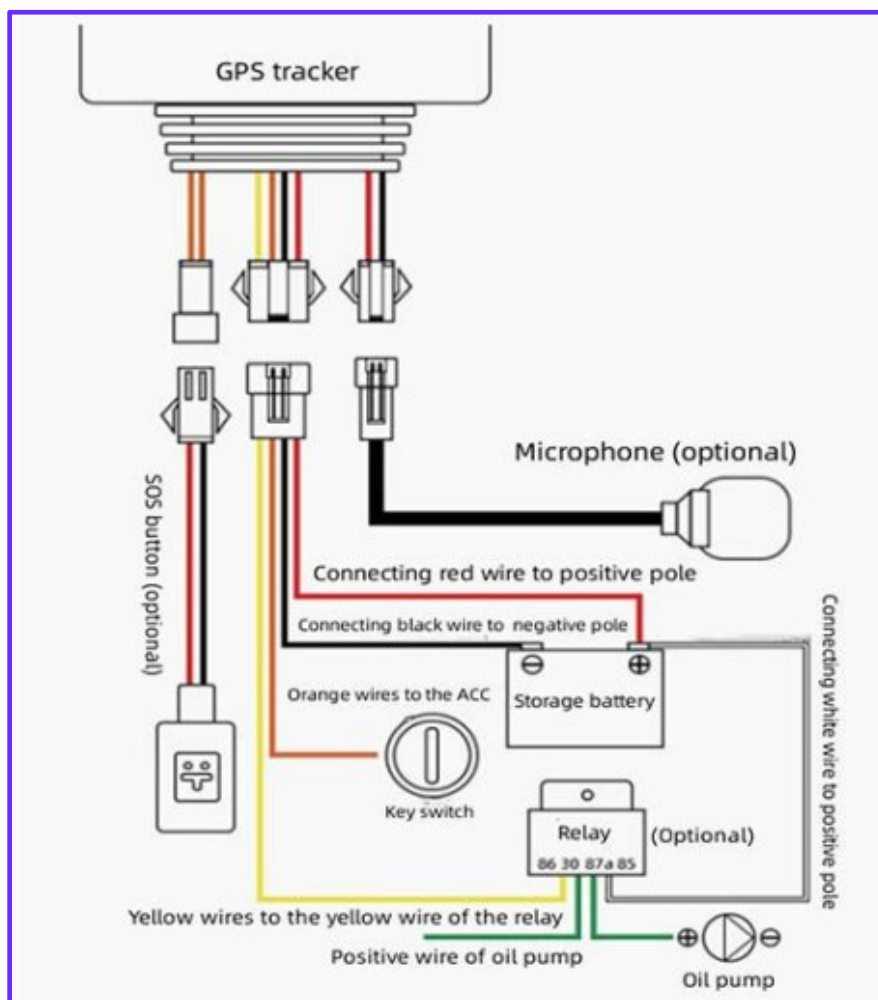 GPS tracker
Microphone (optional)
SOS button (optional)
Connecting red wire to positive pole
Connecting black wire to negative pole
Connecting white wire to positive pole
Orange wires to the ACC
Storage battery
Key switch
Relay
(Optional)
86 30 87a 85
Yellow wires to the yellow wire of the relay
Positive wire of oil pump
Oil pump